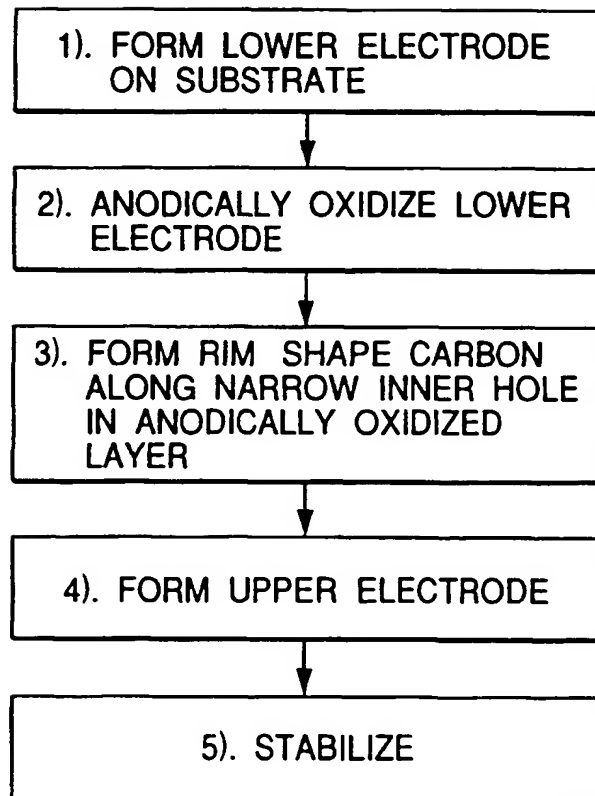 1). FORM LOWER ELECTRODE
ON SUBSTRATE
2). ANODICALLY OXIDIZE LOWER
ELECTRODE
3). FORM RIM SHAPE CARBON
ALONG NARROW INNER HOLE
IN ANODICALLY OXIDIZED
LAYER
4). FORM UPPER ELECTRODE
5). STABILIZE